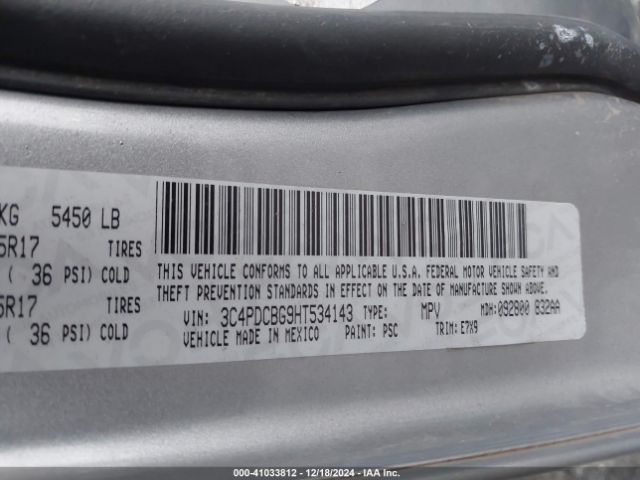 KG 5450 LB
5R17 TIRES
( 36 PSI) COLD
5R17 TIRES
( 36 PSI) COLD
THIS VEHICLE CONFORMS TO ALL APPLICABLE U.S.A. FEDERAL MOTOR VEHICLE SAFETY AND
THEFT PREVENTION STANDARDS IN EFFECT ON THE DATE OF MANUFACTURE SHOWN ABOVE.
VIN: 3C4PDCBG9HT534143 TYPE: MPV MDH:092800 632AA
VEHICLE MADE IN MEXICO PAINT: PSC TRIM: E7X9
000-41033812 / 12/18/2024 - IAA Inc.